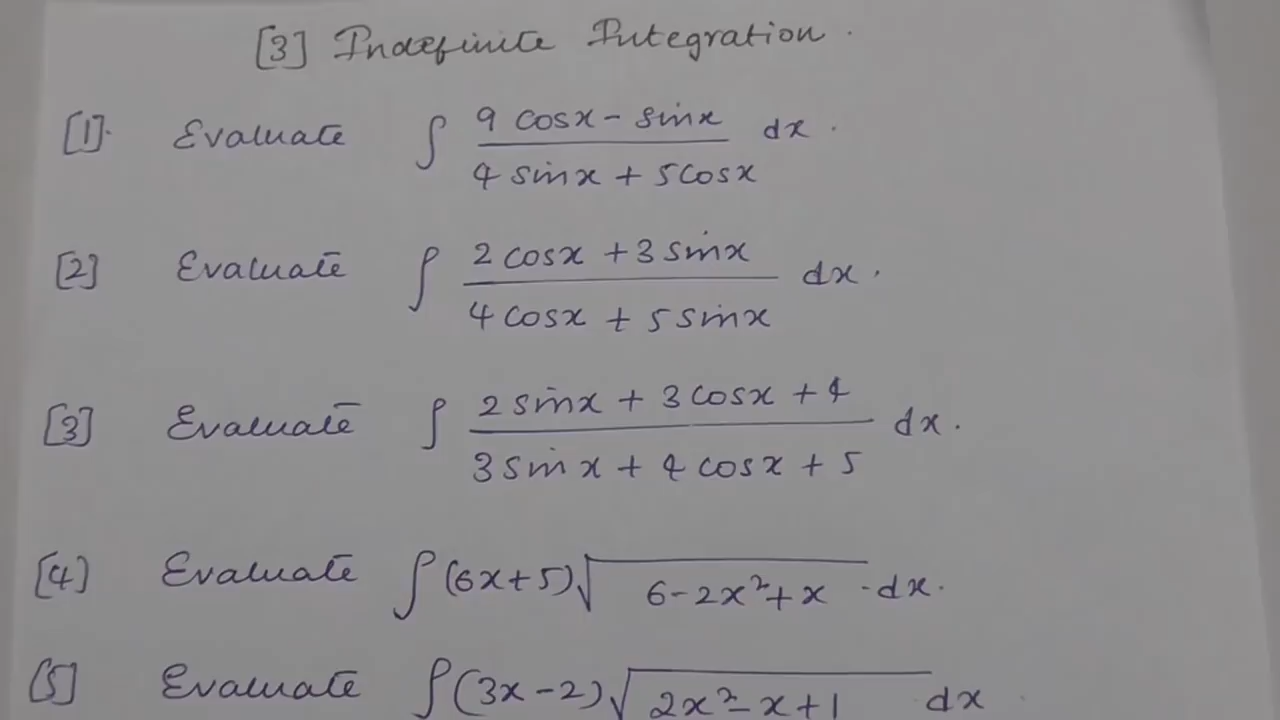 [3] Indefinite Integration.
[1]. Evaluate ∫ (9 cosx - sinx)/(4 sinx + 5cosx) dx.
[2] Evaluate ∫ (2 cosx + 3 sinx)/(4 cosx + 5 sinx) dx.
[3] Evaluate ∫ (2 sinx + 3 cosx + 4)/(3 sinx + 4 cosx + 5) dx.
[4] Evaluate ∫(6x+5)√(6-2x²+x) dx.
[5] Evaluate ∫(3x-2)√(2x²-x+1) dx